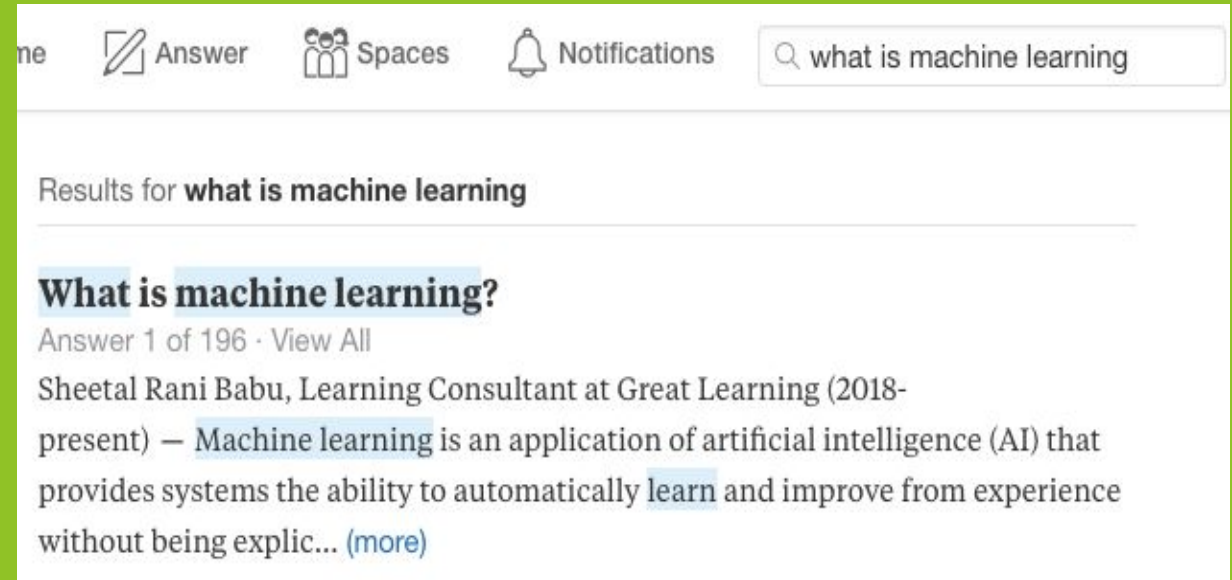 Answer Spaces Notifications what is machine learning
Results for what is machine learning
What is machine learning?
Answer 1 of 196 · View All
Sheetal Rani Babu, Learning Consultant at Great Learning (2018-
present) — Machine learning is an application of artificial intelligence (AI) that
provides systems the ability to automatically learn and improve from experience
without being explic... (more)